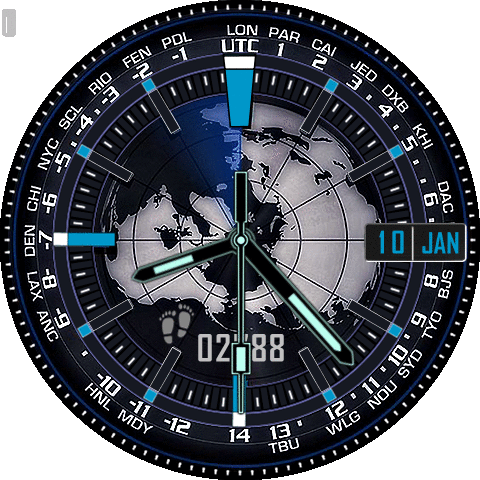 LON PAR CAI JED DXB KHI DAC BJS TYO SYD NOU WLG TBU MDY HNL ANC LAX DEN CHI NYC SCL RIO FEN PDL
UTC 1 2 3 4 5 6 8 9 10 11 12 13 14 -12 -11 -10 -9 -8 -7 -6 -5 -4 -3 -2 -1
10 JAN
02 88